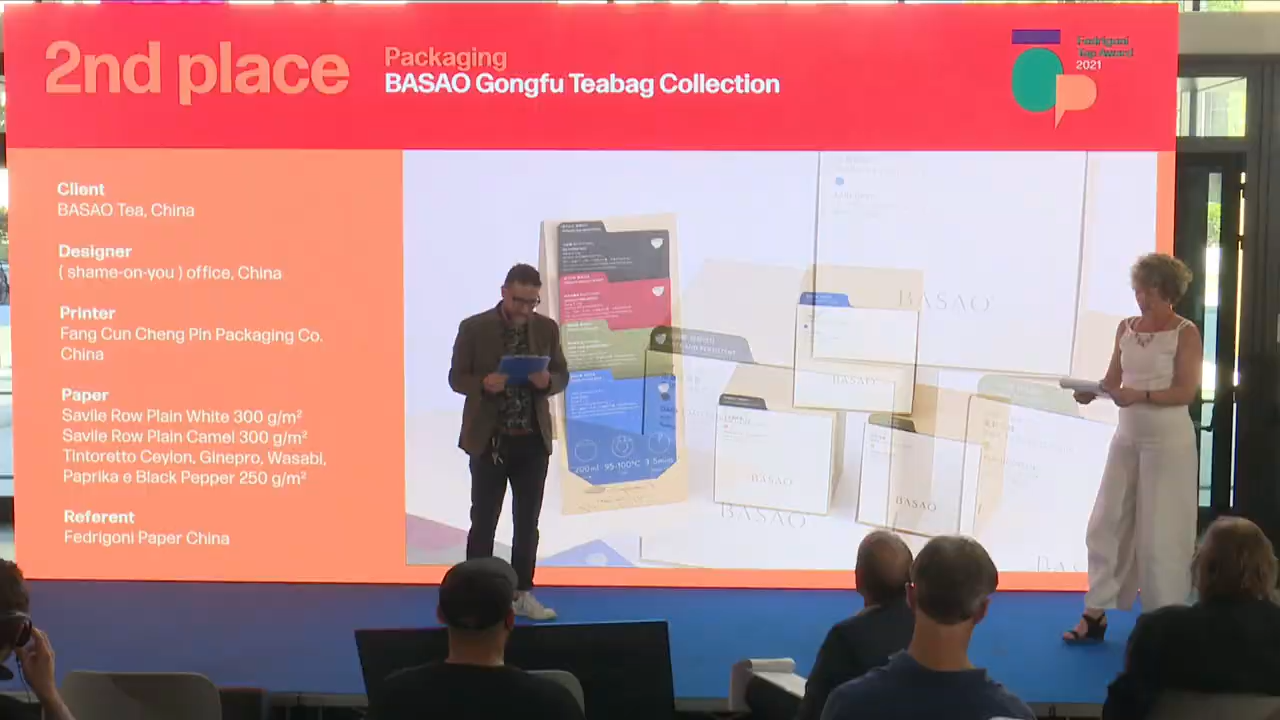 2nd place
Packaging
BASAO Gongfu Teabag Collection
Fedrigoni
Top Award
2021
Client
BASAO Tea, China
Designer
( shame-on-you ) office, China
Printer
Fang Cun Cheng Pin Packaging Co.
China
Paper
Savile Row Plain White 300 g/m²
Savile Row Plain Camel 300 g/m²
Tintoretto Ceylon, Ginepro, Wasabi,
Paprika e Black Pepper 250 g/m²
Referent
Fedrigoni Paper China
BASAO
BASAO
BASAO
BASAO
BASAO
200ml 95-100°C 3-5mins